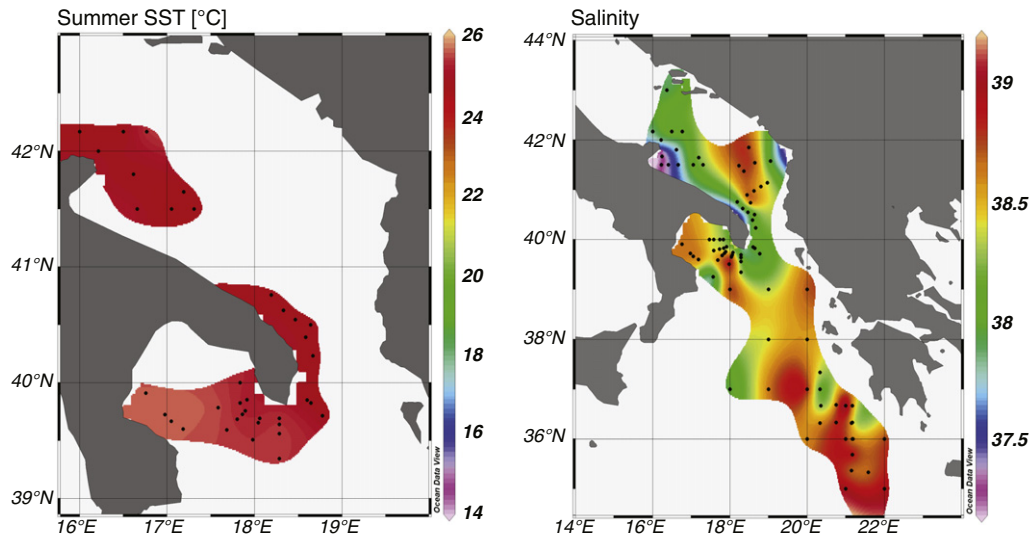 Summer SST [°C]
42°N
41°N
40°N
39°N
16°E
17°E
18°E
19°E
26
24
22
20
18
16
14
Ocean Data View
Salinity
44°N
42°N
40°N
38°N
36°N
14°E
16°E
18°E
20°E
22°E
39
38.5
38
37.5
Ocean Data View